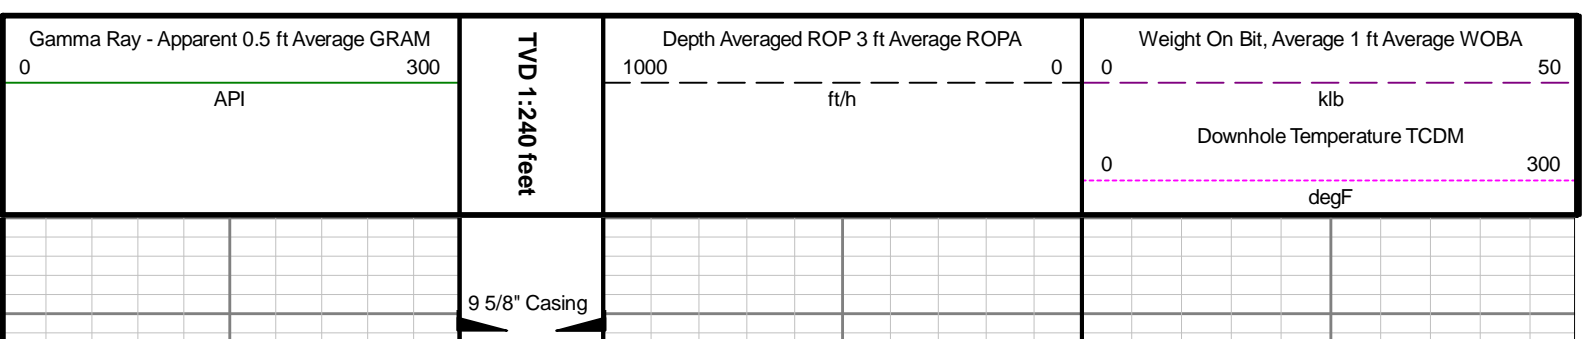 Gamma Ray - Apparent 0.5 ft Average GRAM
0 300
API
TVD 1:240 feet
Depth Averaged ROP 3 ft Average ROPA
1000 0
ft/h
Weight On Bit, Average 1 ft Average WOBA
0 50
klb
Downhole Temperature TCDM
0 300
degF
9 5/8" Casing